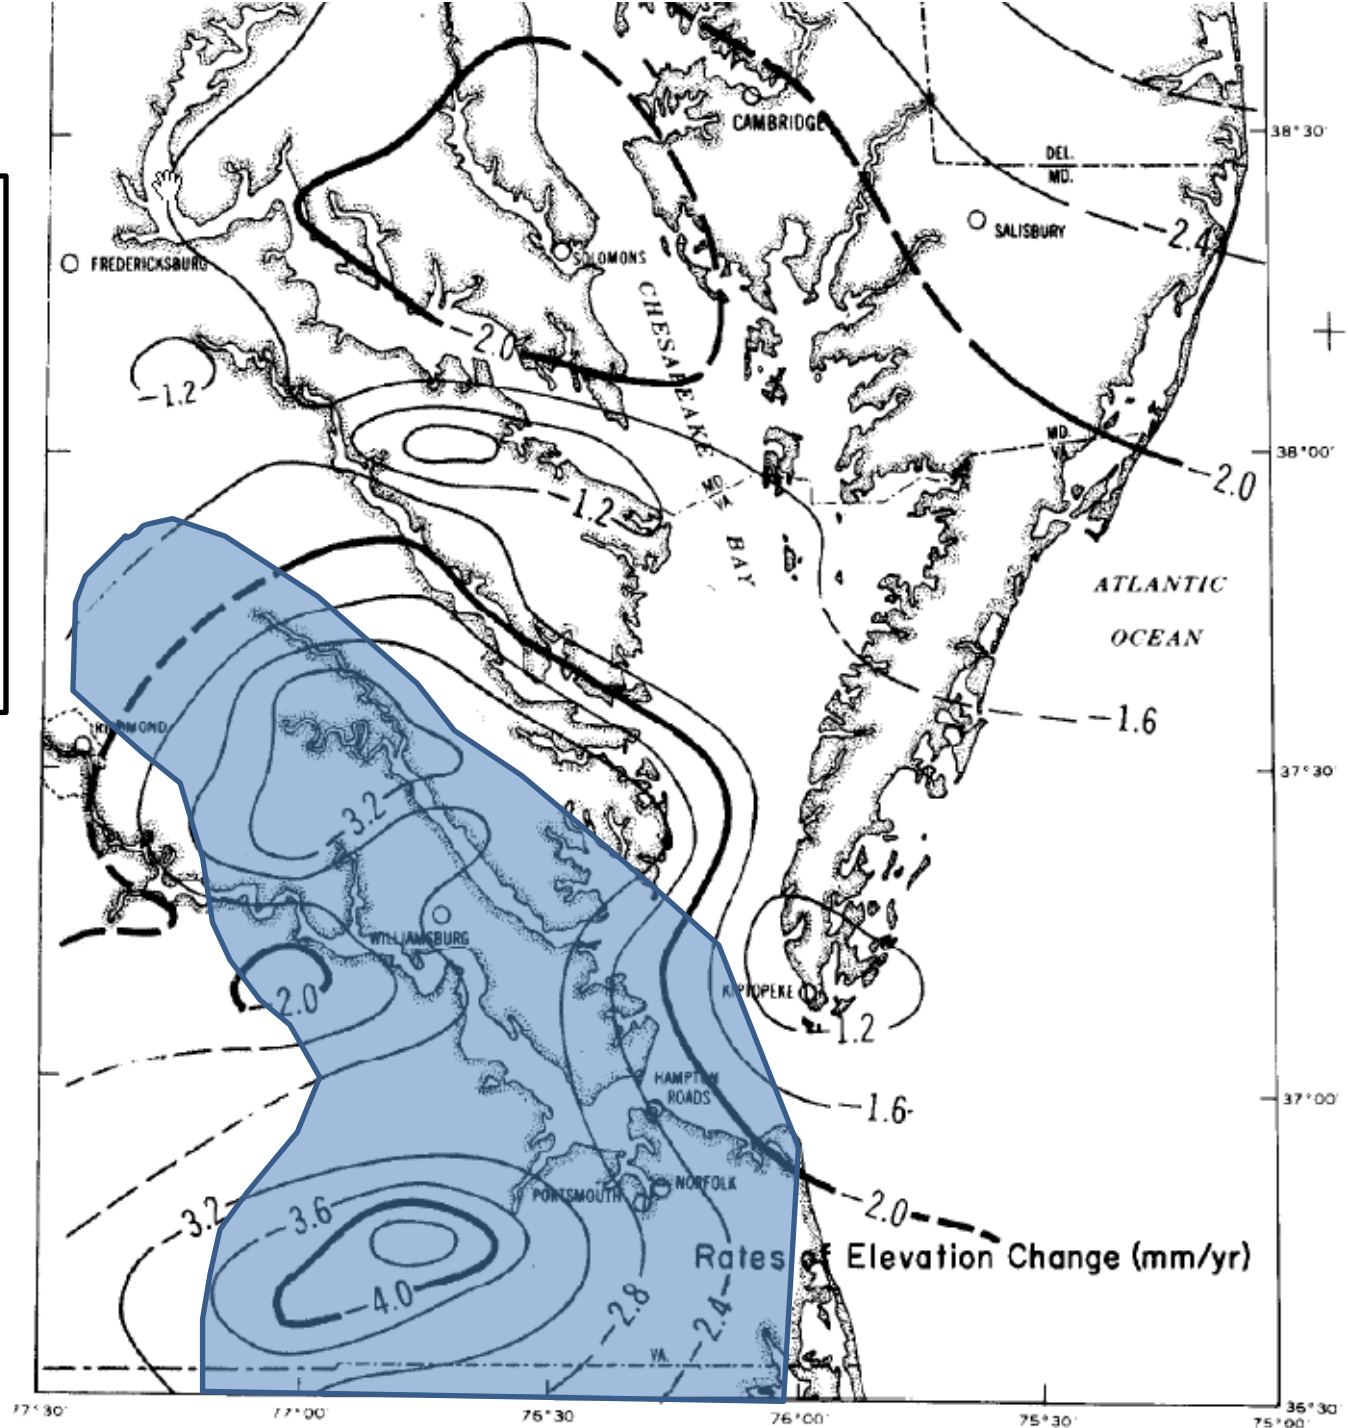 CAMBRIDGE
38°30'
DEL.
MD.
-2.4
SALISBURY
FREDERICKSBURG
SOLOMONS
CHESAPEAKE
-2.0
-1.2
MD.
VA.
38°00'
-2.0
MD.
VA.
-1.2
BAY
ATLANTIC
OCEAN
-1.6
RICHMOND
37°30'
-3.2
WILLIAMSBURG
-2.0
KIPTOPEKE
-1.2
HAMPTON
ROADS
-1.6
37°00'
PORTSMOUTH
NORFOLK
-2.0
-3.2
-3.6
Rates of Elevation Change (mm/yr)
-4.0
-2.8
-2.4
VA.
77°30'
77°00'
76°30'
76°00'
75°30'
75°00'
36°30'